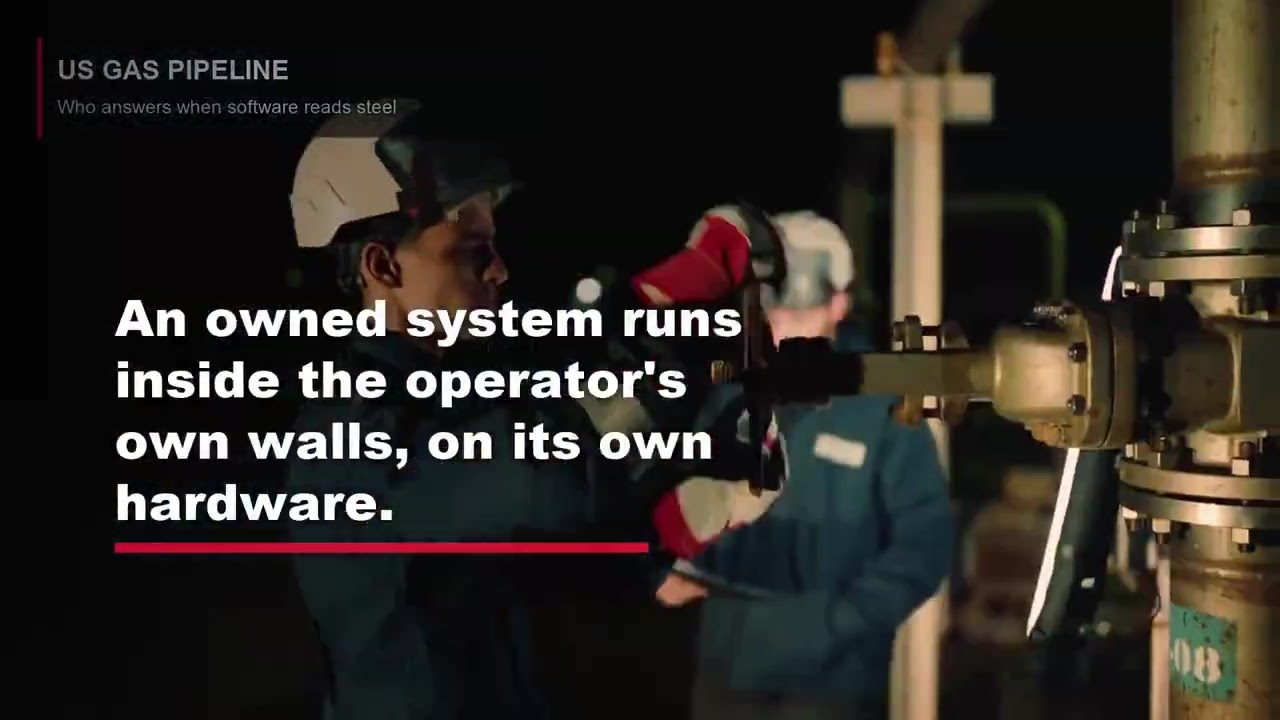 US GAS PIPELINE
Who answers when software reads steel
An owned system runs
inside the operator's
own walls, on its own
hardware.
08